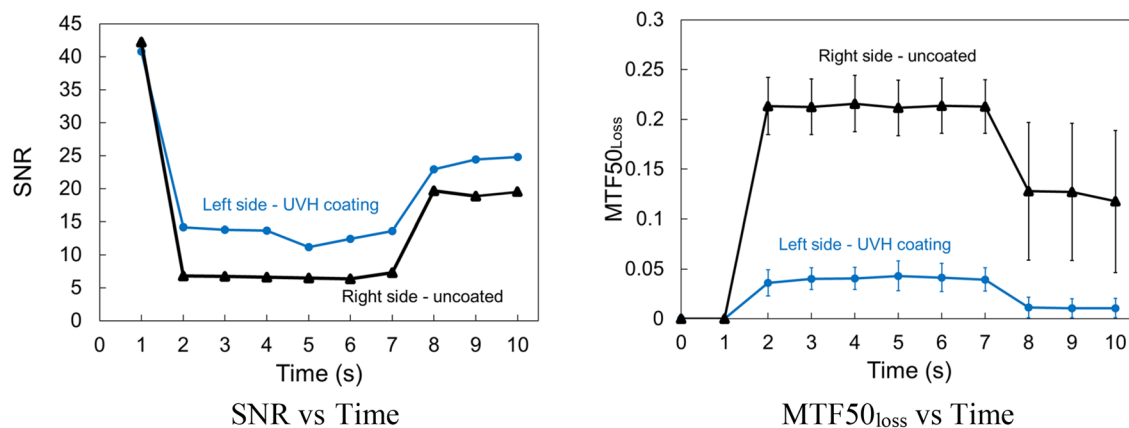 45
40
35
30
25
20
15
10
5
0
SNR
Left side - UVH coating
Right side - uncoated
0 1 2 3 4 5 6 7 8 9 10
Time (s)
SNR vs Time
0.3
0.25
0.2
0.15
0.1
0.05
0
MTF50Loss
Right side - uncoated
Left side - UVH coating
0 1 2 3 4 5 6 7 8 9 10
Time (s)
MTF50loss vs Time